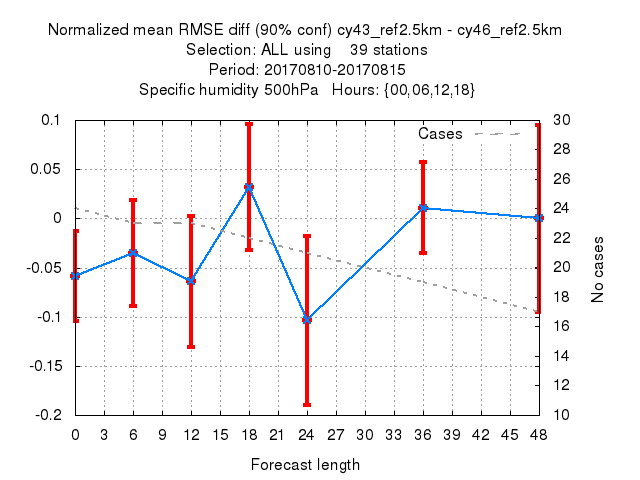 Normalized mean RMSE diff (90% conf) cy43_ref2.5km - cy46_ref2.5km
Selection: ALL using    39 stations
Period: 20170810-20170815
Specific humidity 500hPa   Hours: {00,06,12,18}
Cases
0.1
0.05
0
-0.05
-0.1
-0.15
-0.2
30
28
26
24
22
20
18
16
14
12
10
No cases
0 3 6 9 12 15 18 21 24 27 30 33 36 39 42 45 48
Forecast length